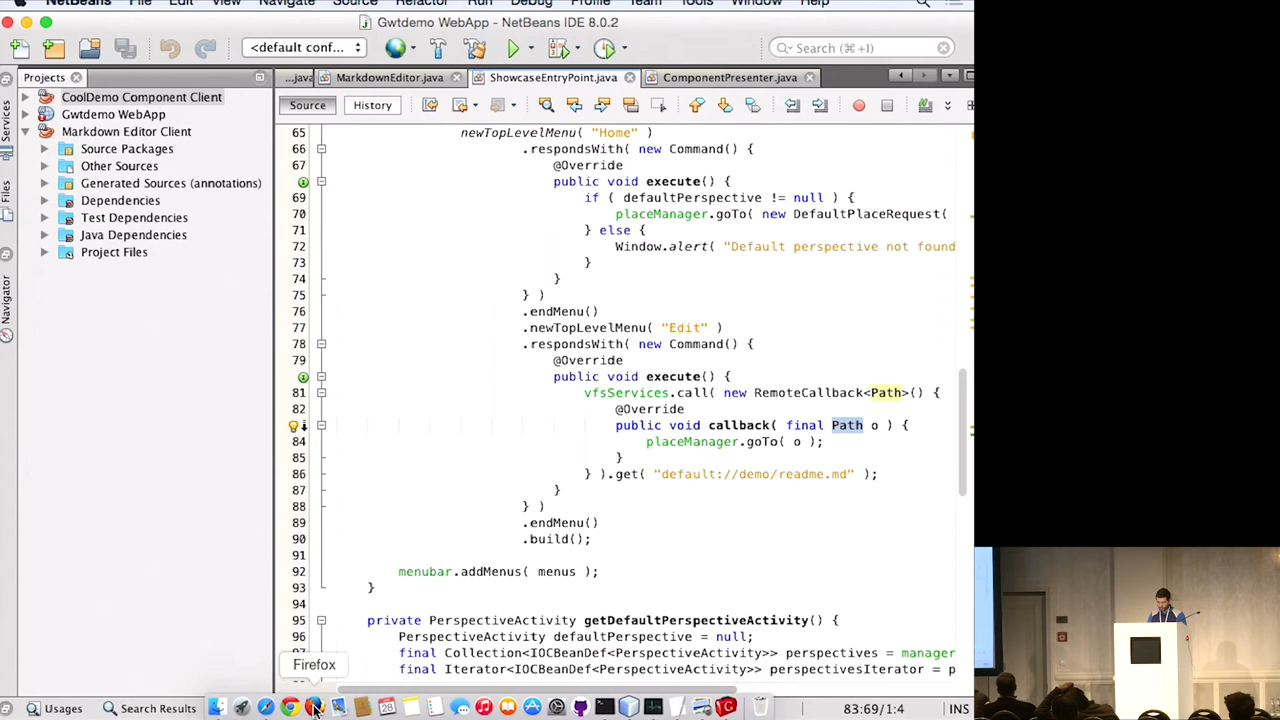 NetBeans File Edit View Navigate Source Refactor Run Debug Profile Team Tools Window Help
Gwtdemo WebApp - NetBeans IDE 8.0.2
<default conf...
Search (⌘+I)
Projects
...java
MarkdownEditor.java
ShowcaseEntryPoint.java
ComponentPresenter.java
Source History
Services
Files
Navigator
CoolDemo Component Client
Gwtdemo WebApp
Markdown Editor Client
Source Packages
Other Sources
Generated Sources (annotations)
Dependencies
Test Dependencies
Java Dependencies
Project Files
65 newTopLevelMenu( "Home" )
66 .respondsWith( new Command() {
67 @Override
public void execute() {
69 if ( defaultPerspective != null ) {
70 placeManager.goTo( new DefaultPlaceRequest(
71 } else {
72 Window.alert( "Default perspective not found
73 }
74 }
75 } )
76 .endMenu()
77 .newTopLevelMenu( "Edit" )
78 .respondsWith( new Command() {
79 @Override
public void execute() {
81 vfsServices.call( new RemoteCallback<Path>() {
82 @Override
public void callback( final Path o ) {
84 placeManager.goTo( o );
85 }
86 } ).get( "default://demo/readme.md" );
87 }
88 } )
89 .endMenu()
90 .build();
91
92 menubar.addMenus( menus );
93 }
94
95 private PerspectiveActivity getDefaultPerspectiveActivity() {
96 PerspectiveActivity defaultPerspective = null;
97 final Collection<IOCBeanDef<PerspectiveActivity>> perspectives = manager
98 final Iterator<IOCBeanDef<PerspectiveActivity>> perspectivesIterator = p
Firefox
Usages
Search Results
28
83:69/1:4
INS